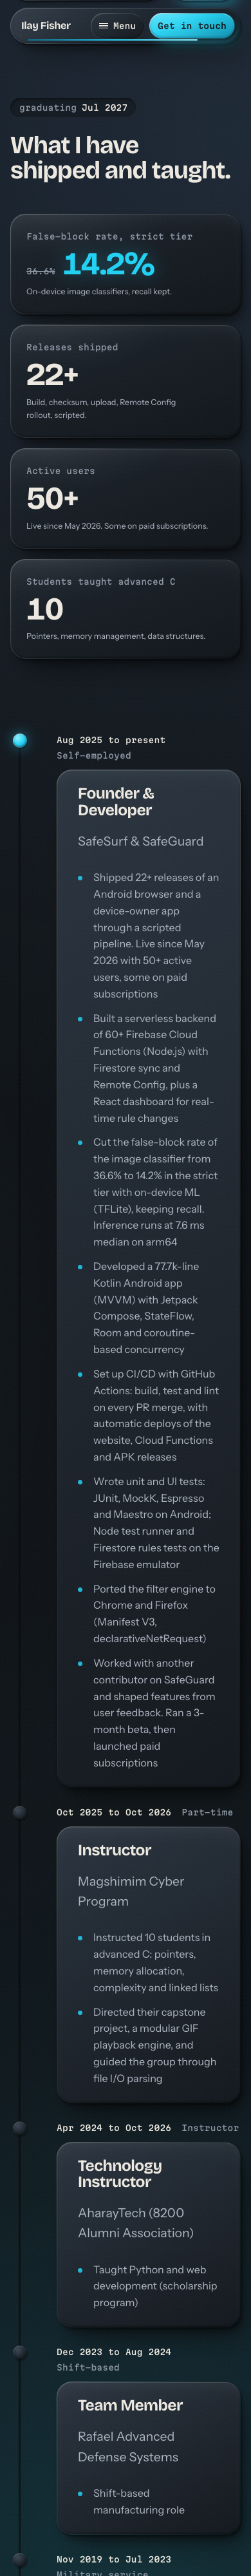 Ilay Fisher
Menu
Get in touch
graduating Jul 2027
What I have
shipped and taught.
False-block rate, strict tier
36.6% 14.2%
On-device image classifiers, recall kept.
Releases shipped
22+
Build, checksum, upload, Remote Config
rollout, scripted.
Active users
50+
Live since May 2026. Some on paid subscriptions.
Students taught advanced C
10
Pointers, memory management, data structures.
Aug 2025 to present
Self-employed
Founder &
Developer
SafeSurf & SafeGuard
Shipped 22+ releases of an
Android browser and a
device-owner app
through a scripted
pipeline. Live since May
2026 with 50+ active
users, some on paid
subscriptions
Built a serverless backend
of 60+ Firebase Cloud
Functions (Node.js) with
Firestore sync and
Remote Config, plus a
React dashboard for real-
time rule changes
Cut the false-block rate of
the image classifier from
36.6% to 14.2% in the strict
tier with on-device ML
(TFLite), keeping recall.
Inference runs at 7.6 ms
median on arm64
Developed a 77.7k-line
Kotlin Android app
(MVVM) with Jetpack
Compose, StateFlow,
Room and coroutine-
based concurrency
Set up CI/CD with GitHub
Actions: build, test and lint
on every PR merge, with
automatic deploys of the
website, Cloud Functions
and APK releases
Wrote unit and UI tests:
JUnit, MockK, Espresso
and Maestro on Android;
Node test runner and
Firestore rules tests on the
Firebase emulator
Ported the filter engine to
Chrome and Firefox
(Manifest V3,
declarativeNetRequest)
Worked with another
contributor on SafeGuard
and shaped features from
user feedback. Ran a 3-
month beta, then
launched paid
subscriptions
Oct 2025 to Oct 2026 Part-time
Instructor
Magshimim Cyber
Program
Instructed 10 students in
advanced C: pointers,
memory allocation,
complexity and linked lists
Directed their capstone
project, a modular GIF
playback engine, and
guided the group through
file I/O parsing
Apr 2024 to Oct 2026 Instructor
Technology
Instructor
AharayTech (8200
Alumni Association)
Taught Python and web
development (scholarship
program)
Dec 2023 to Aug 2024
Shift-based
Team Member
Rafael Advanced
Defense Systems
Shift-based
manufacturing role
Nov 2019 to Jul 2023
Military service